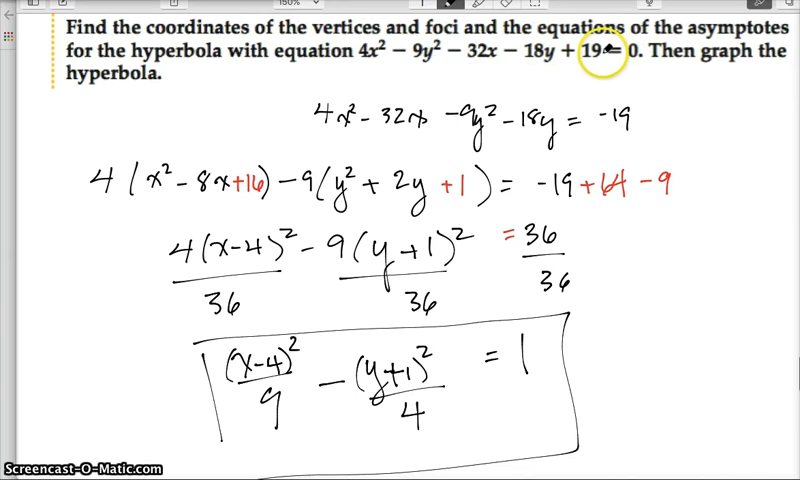 150%
Find the coordinates of the vertices and foci and the equations of the asymptotes
for the hyperbola with equation 4x² − 9y² − 32x − 18y + 19 = 0. Then graph the
hyperbola.
4x² - 32x - 9y² - 18y = -19
4(x² - 8x + 16) - 9(y² + 2y + 1) = -19 + 64 - 9
4(x-4)² - 9(y+1)² = 36
36 36 36
(x-4)² - (y+1)² = 1
9 4
Screencast-O-Matic.com